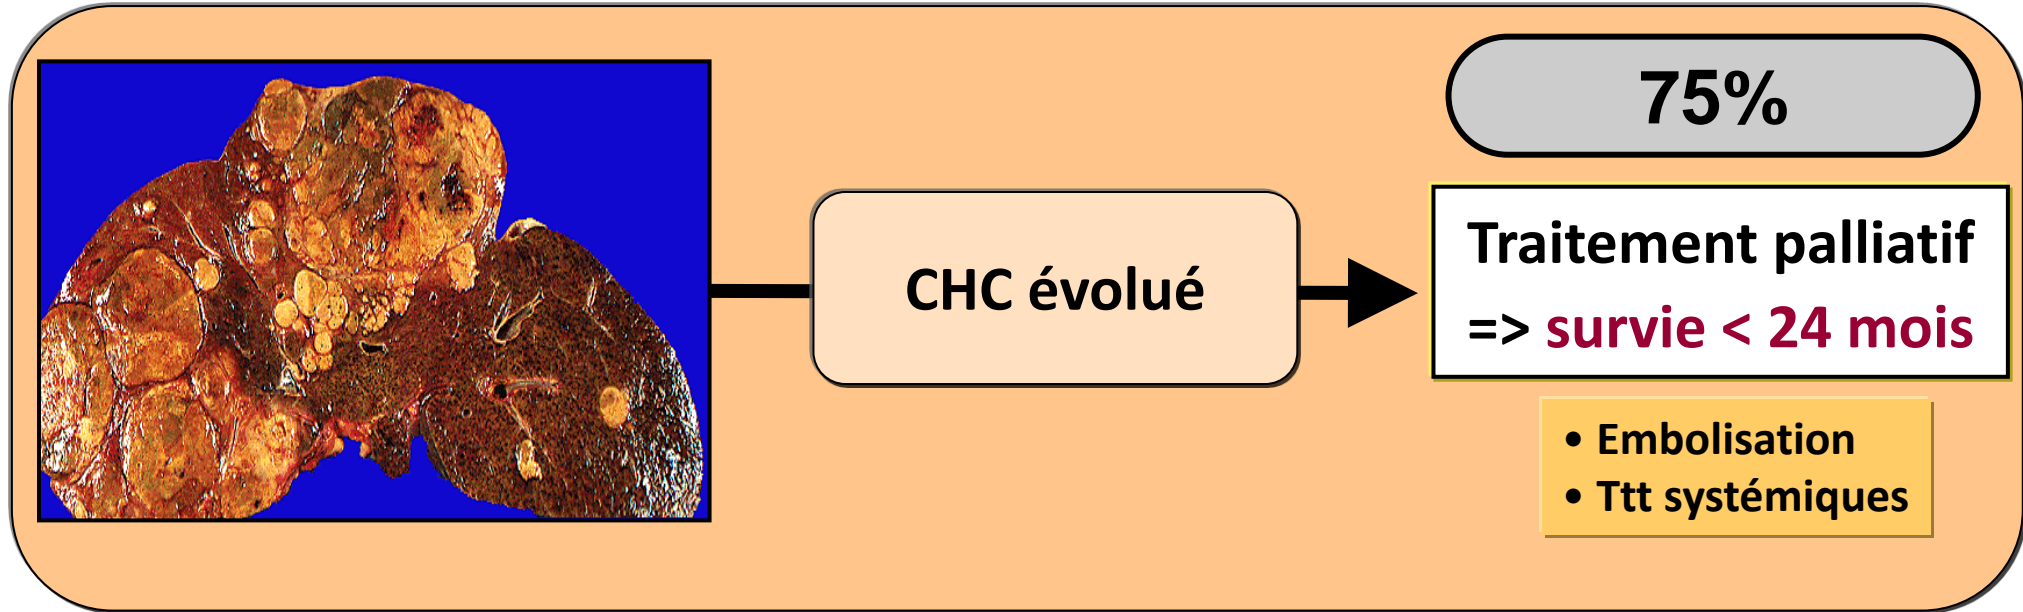 75%
CHC évolué
Traitement palliatif
=> survie < 24 mois
• Embolisation
• Ttt systémiques